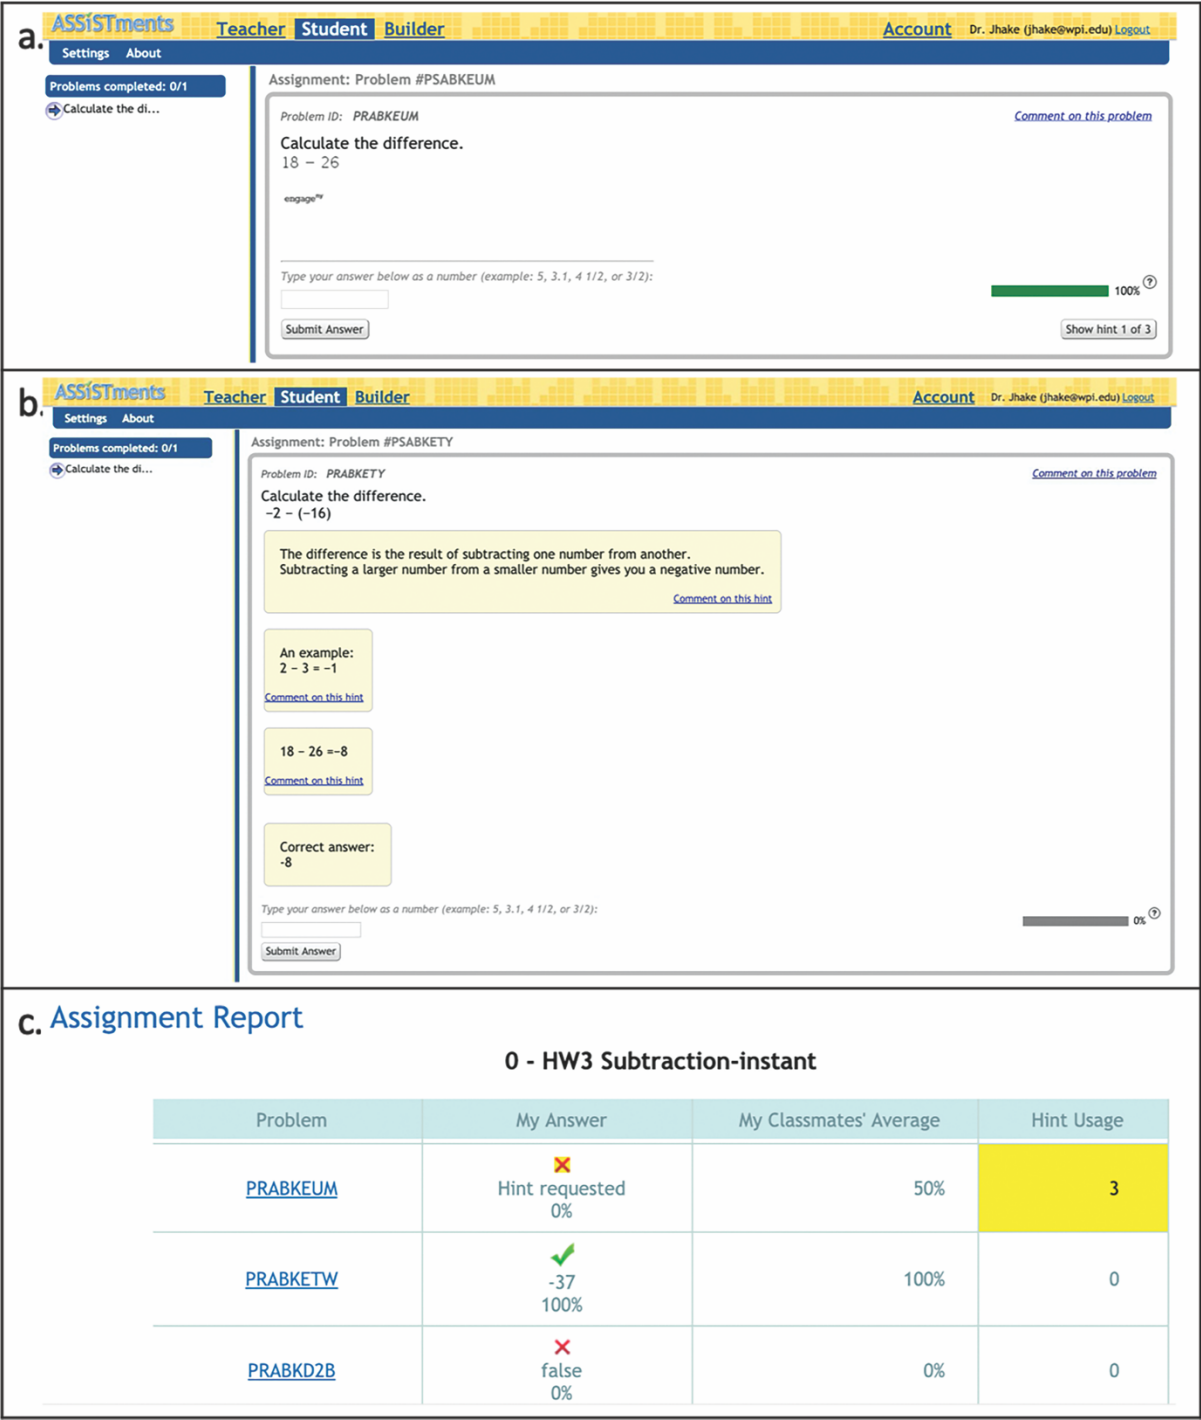 a.
ASSiSTments
Teacher Student Builder
Account Dr. Jhake (jhake@wpi.edu) Logout
Settings About
Problems completed: 0/1
Calculate the di...
Assignment: Problem #PSABKEUM
Problem ID: PRABKEUM
Comment on this problem
Calculate the difference.
18 − 26
engageny
Type your answer below as a number (example: 5, 3.1, 4 1/2, or 3/2):
100% ?
Submit Answer
Show hint 1 of 3
b.
ASSiSTments
Teacher Student Builder
Account Dr. Jhake (jhake@wpi.edu) Logout
Settings About
Problems completed: 0/1
Calculate the di...
Assignment: Problem #PSABKETY
Problem ID: PRABKETY
Comment on this problem
Calculate the difference.
−2 − (−16)
The difference is the result of subtracting one number from another.
Subtracting a larger number from a smaller number gives you a negative number.
Comment on this hint
An example:
2 − 3 = −1
Comment on this hint
18 − 26 =−8
Comment on this hint
Correct answer:
-8
Type your answer below as a number (example: 5, 3.1, 4 1/2, or 3/2):
0% ?
Submit Answer
c.
Assignment Report
0 - HW3 Subtraction-instant
Problem My Answer My Classmates' Average Hint Usage
PRABKEUM Hint requested 50% 3
0%
PRABKETW -37 100% 0
100%
PRABKD2B false 0% 0
0%